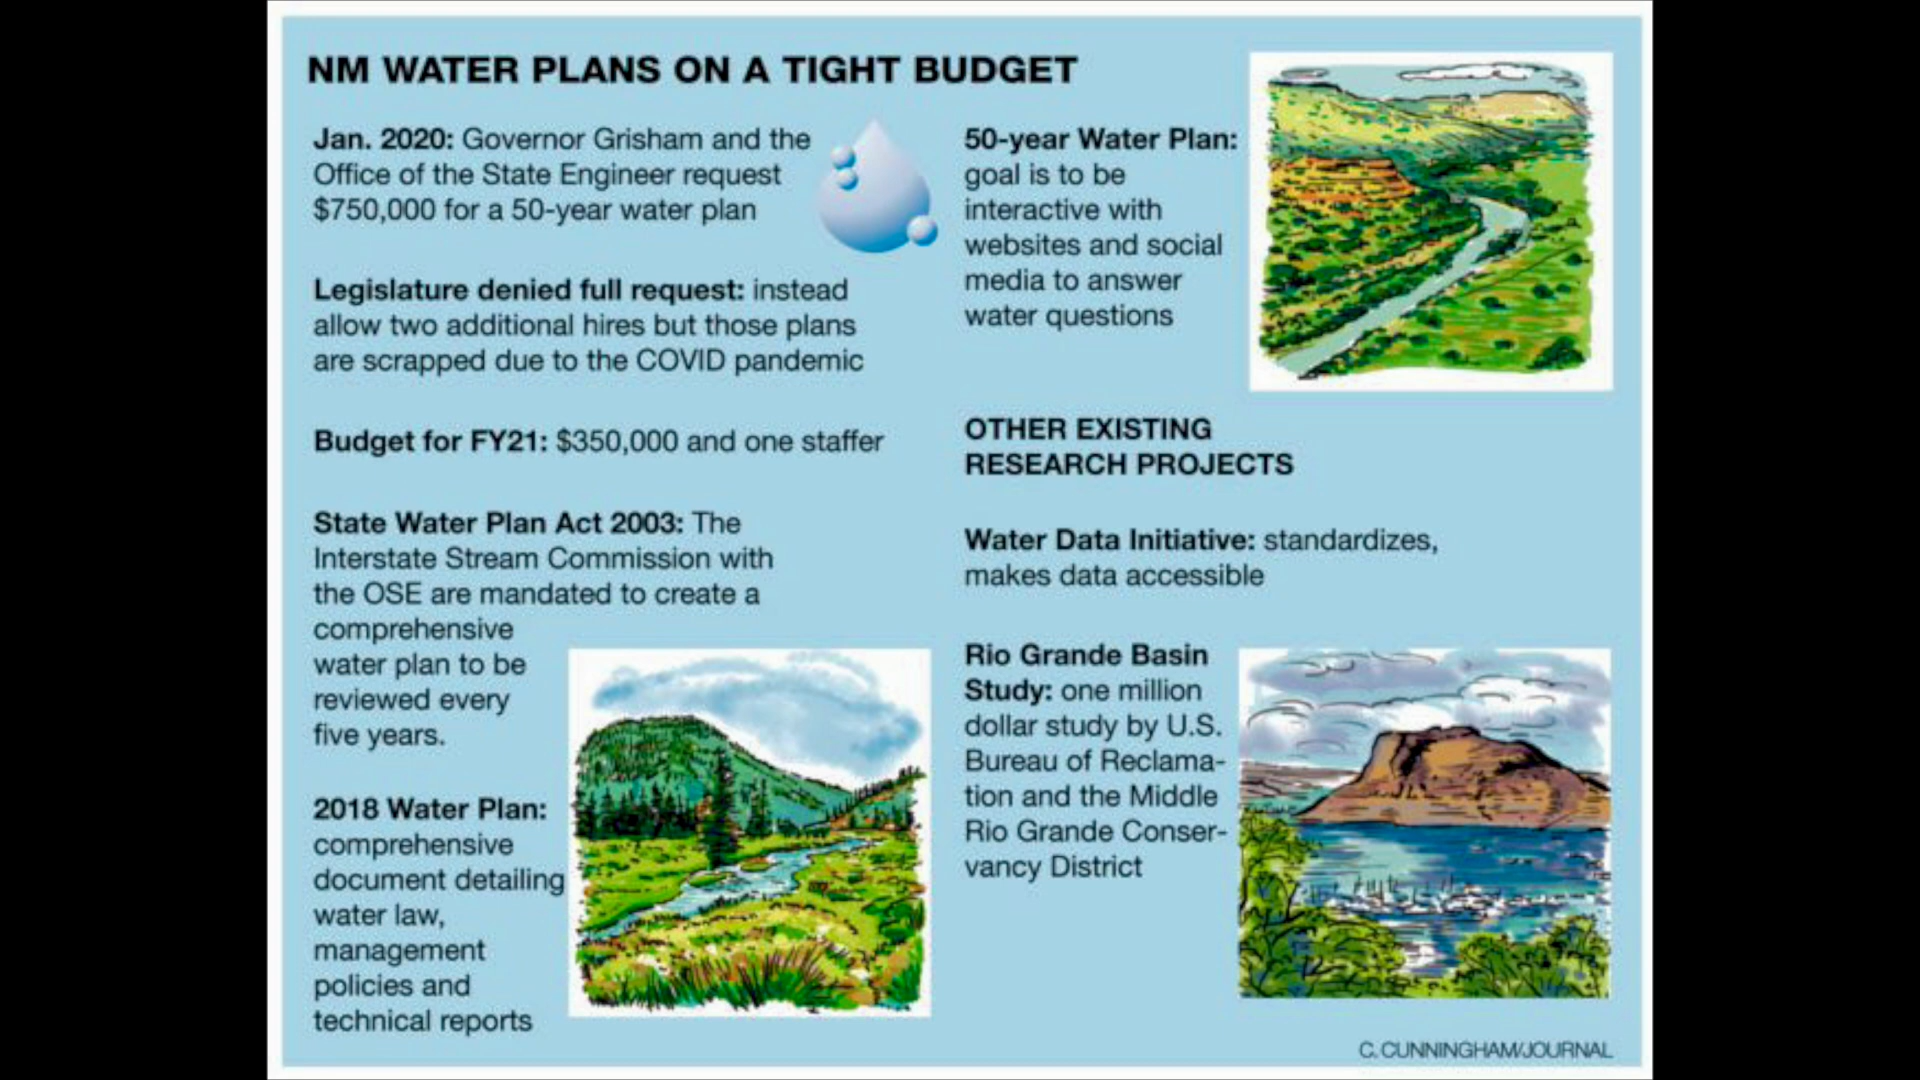 NM WATER PLANS ON A TIGHT BUDGET
Jan. 2020: Governor Grisham and the
Office of the State Engineer request
$750,000 for a 50-year water plan
Legislature denied full request: instead
allow two additional hires but those plans
are scrapped due to the COVID pandemic
Budget for FY21: $350,000 and one staffer
State Water Plan Act 2003: The
Interstate Stream Commission with
the OSE are mandated to create a
comprehensive
water plan to be
reviewed every
five years.
2018 Water Plan:
comprehensive
document detailing
water law,
management
policies and
technical reports
50-year Water Plan:
goal is to be
interactive with
websites and social
media to answer
water questions
OTHER EXISTING
RESEARCH PROJECTS
Water Data Initiative: standardizes,
makes data accessible
Rio Grande Basin
Study: one million
dollar study by U.S.
Bureau of Reclama-
tion and the Middle
Rio Grande Conser-
vancy District
C. CUNNINGHAM/JOURNAL